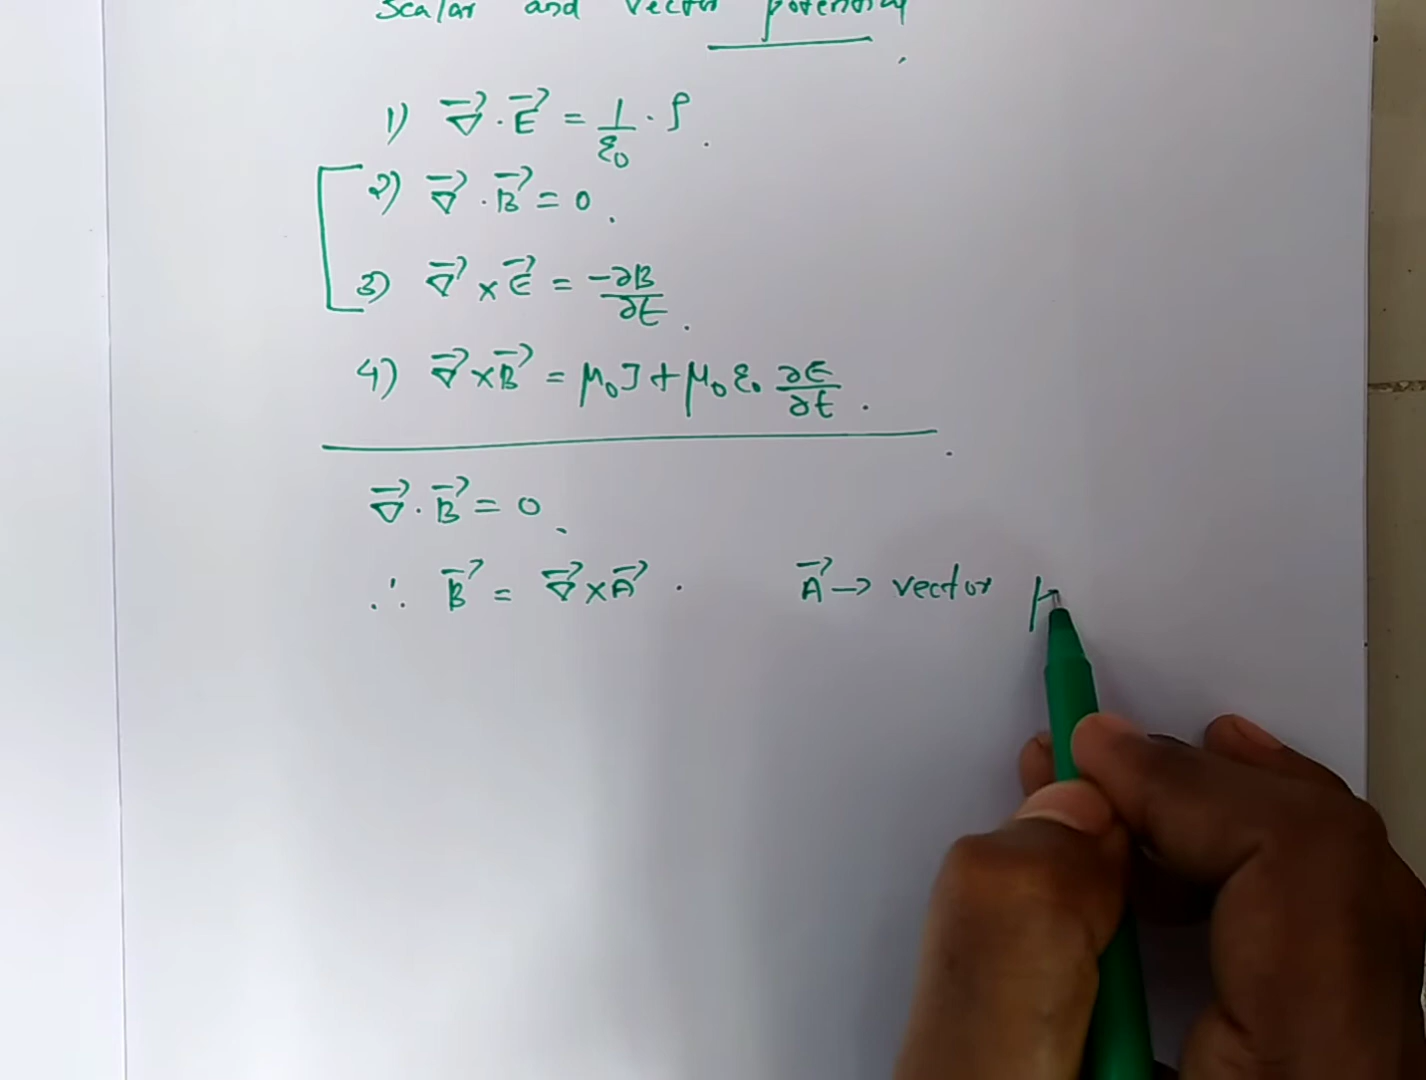 Scalar and vector potential
1) ∇⃗ · E⃗ = 1/ε₀ · ρ
2) ∇⃗ · B⃗ = 0
3) ∇⃗ × E⃗ = -∂B/∂t
4) ∇⃗ × B⃗ = μ₀J + μ₀ε₀ ∂E/∂t
∇⃗ · B⃗ = 0
∴ B⃗ = ∇⃗ × A⃗ . A⃗ → vector p